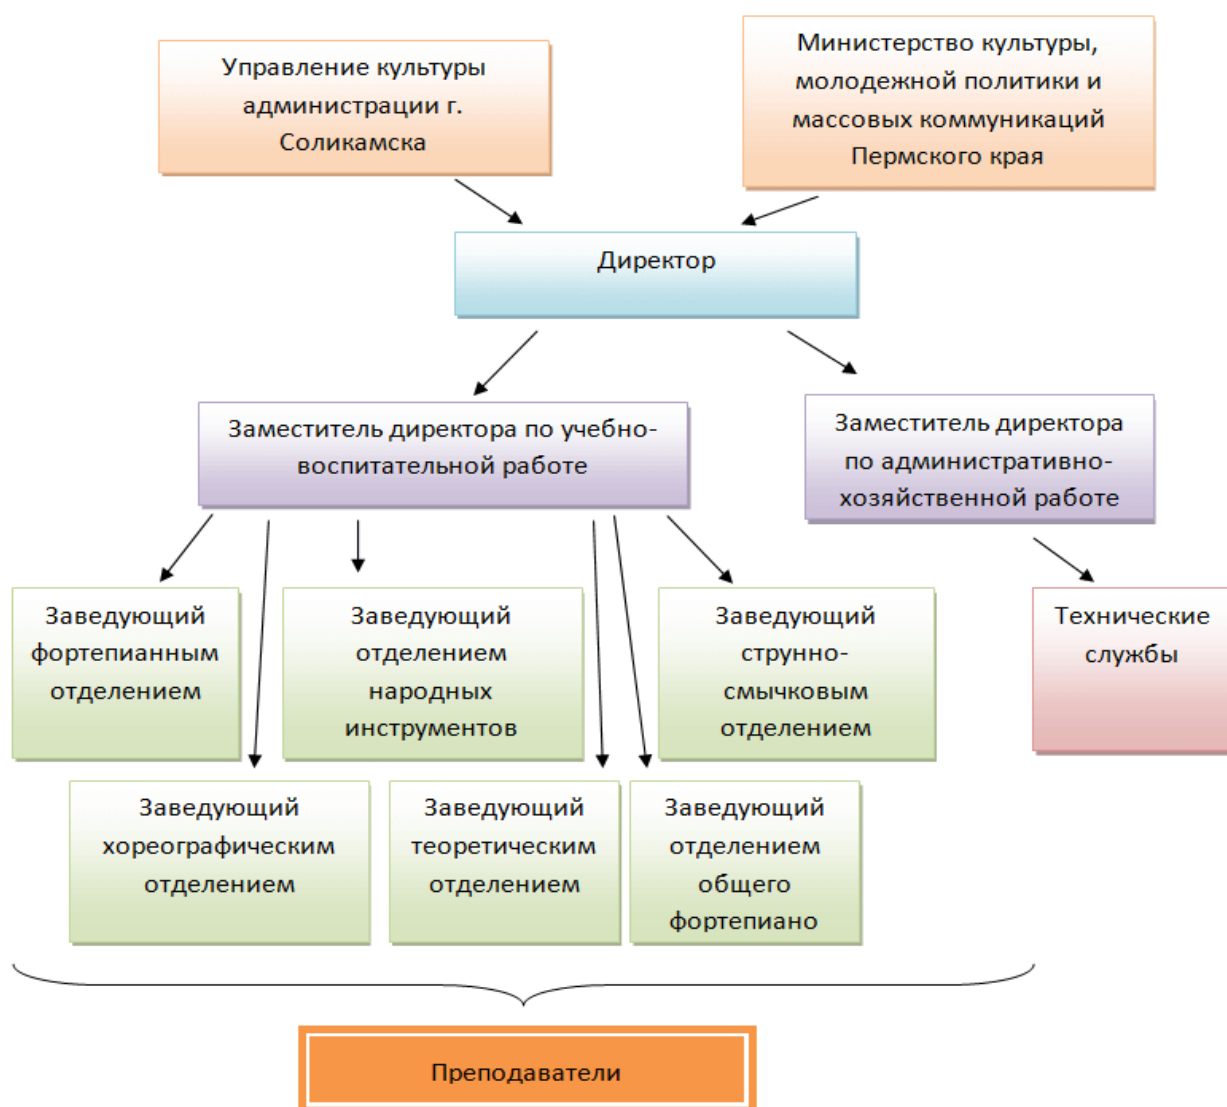 Управление культуры
администрации г.
Соликамска
Министерство культуры,
молодежной политики и
массовых коммуникаций
Пермского края
Директор
Заместитель директора по учебно-
воспитательной работе
Заместитель директора
по административно-
хозяйственной работе
Заведующий
фортепианным
отделением
Заведующий
отделением
народных
инструментов
Заведующий
струнно-
смычковым
отделением
Технические
службы
Заведующий
хореографическим
отделением
Заведующий
теоретическим
отделением
Заведующий
отделением
общего
фортепиано
Преподаватели